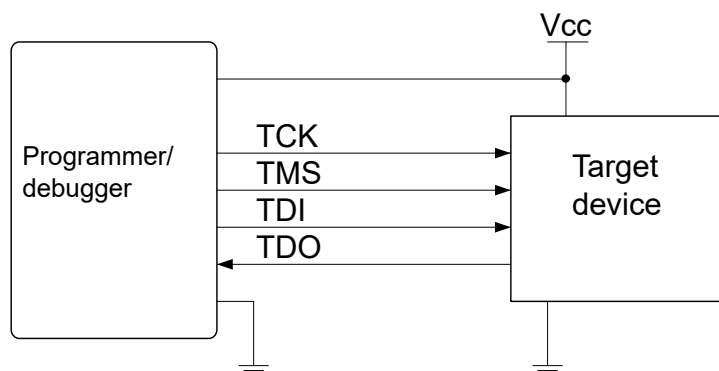 Vcc
Programmer/
debugger
TCK
TMS
TDI
TDO
Target
device